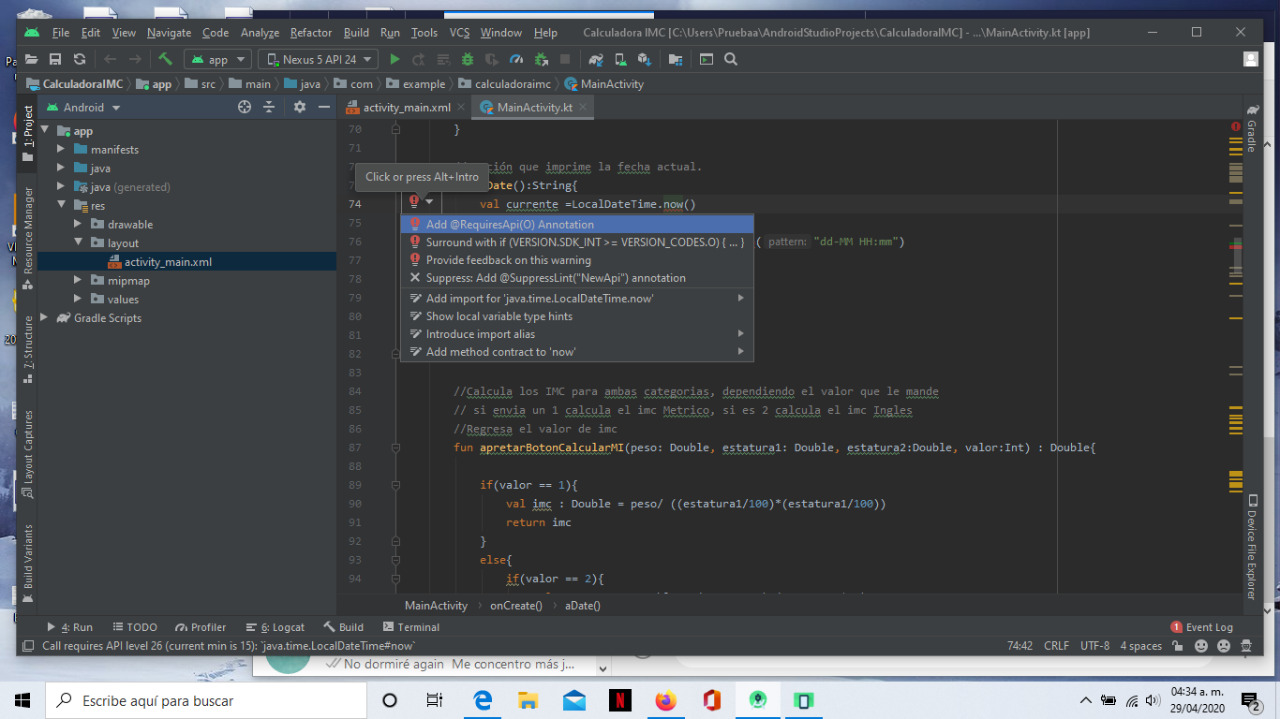 File Edit View Navigate Code Analyze Refactor Build Run Tools VCS Window Help Calculadora IMC [C:\Users\Pruebaa\AndroidStudioProjects\CalculadoraIMC] - ...\MainActivity.kt [app]
app Nexus 5 API 24
CalculadoraIMC app src main java com example calculadoraimc MainActivity
Android activity_main.xml MainActivity.kt
1: Project
Resource Manager
7: Structure
Layout Captures
Build Variants
app
manifests
java
java (generated)
res
drawable
layout
activity_main.xml
mipmap
values
Gradle Scripts
70 }
que imprime la fecha actual.
Click or press Alt+Intro
Date():String{
74 val currente =LocalDateTime.now()
75
76 (pattern: "dd-MM HH:mm")
77
78
79
80
81
82
83
Add @RequiresApi(O) Annotation
Surround with if (VERSION.SDK_INT >= VERSION_CODES.O) { ... }
Provide feedback on this warning
Suppress: Add @SuppressLint("NewApi") annotation
Add import for 'java.time.LocalDateTime.now'
Show local variable type hints
Introduce import alias
Add method contract to 'now'
84 //Calcula los IMC para ambas categorias, dependiendo el valor que le mande
85 // si envia un 1 calcula el imc Metrico, si es 2 calcula el imc Ingles
86 //Regresa el valor de imc
87 fun apretarBotonCalcularMI(peso: Double, estatura1: Double, estatura2:Double, valor:Int) : Double{
88
89 if(valor == 1){
90 val imc : Double = peso/ ((estatura1/100)*(estatura1/100))
91 return imc
92 }
93 else{
94 if(valor == 2){
MainActivity onCreate() aDate()
Gradle
Device File Explorer
4: Run TODO Profiler 6: Logcat Build Terminal 1 Event Log
Call requires API level 26 (current min is 15): `java.time.LocalDateTime#now` 74:42 CRLF UTF-8 4 spaces
No dormiré again Me concentro más j...
Escribe aquí para buscar
04:34 a. m.
29/04/2020
2